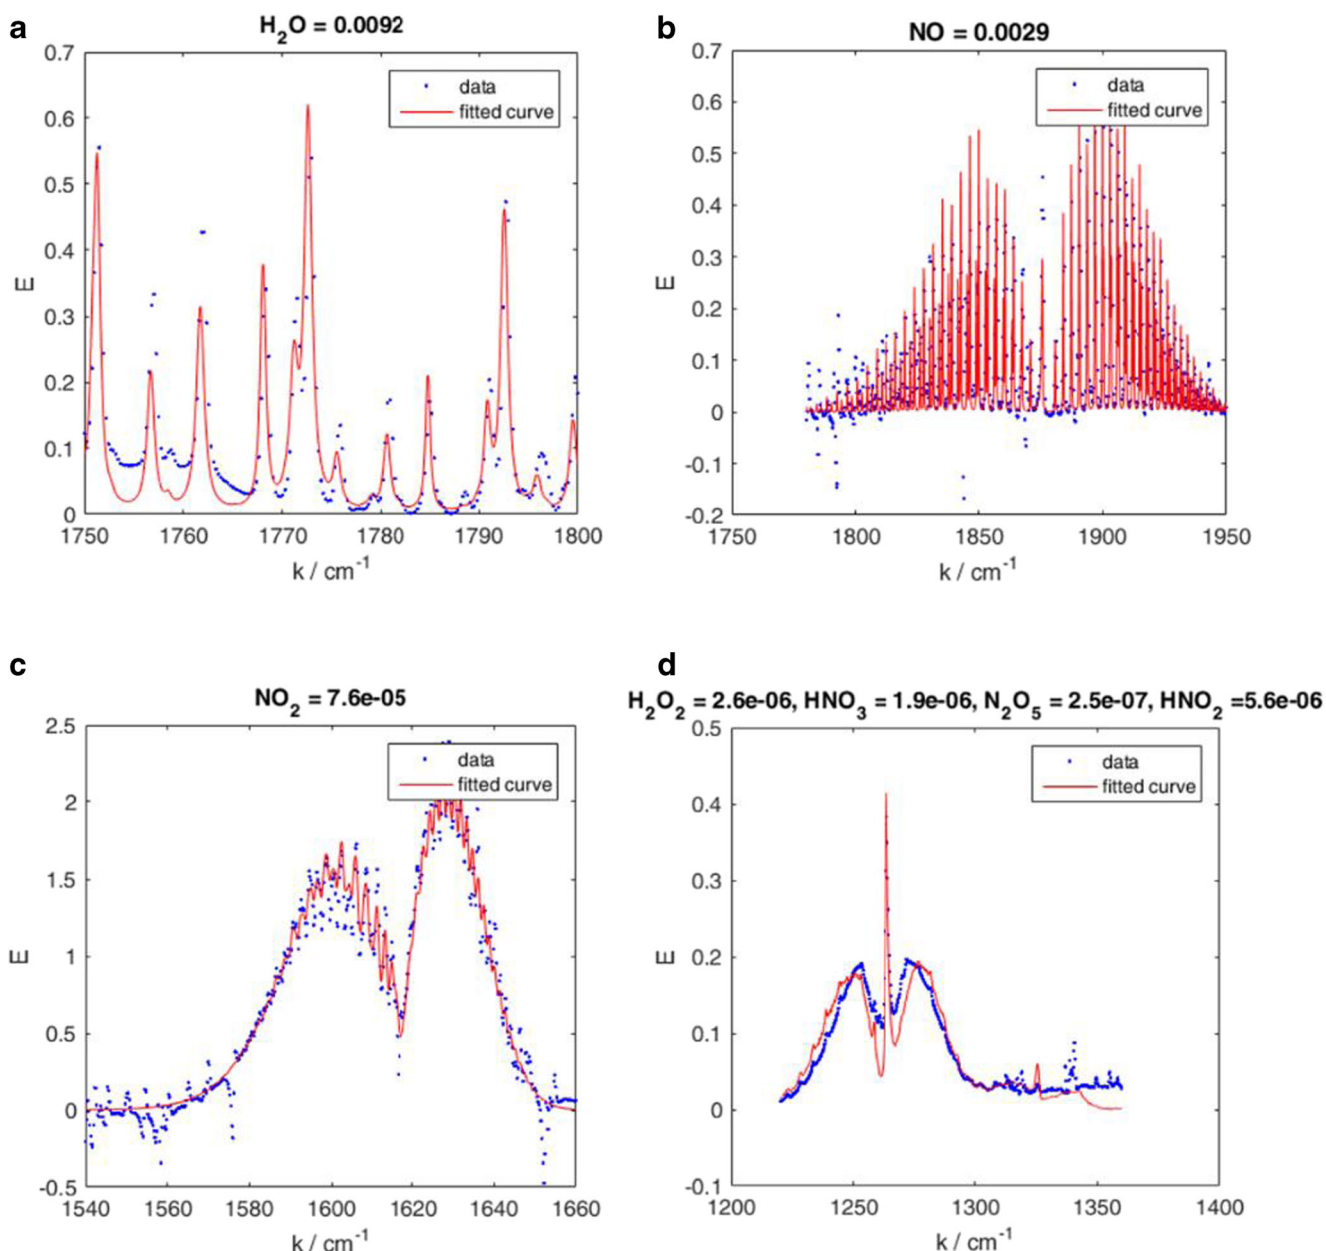 a
H2O = 0.0092
0.7
0.6
0.5
0.4
0.3
0.2
0.1
0
E
data
fitted curve
1750 1760 1770 1780 1790 1800
k / cm-1
b
NO = 0.0029
0.7
0.6
0.5
0.4
0.3
0.2
0.1
0
-0.1
-0.2
E
data
fitted curve
1750 1800 1850 1900 1950
k / cm-1
c
NO2 = 7.6e-05
2.5
2
1.5
1
0.5
0
-0.5
E
data
fitted curve
1540 1560 1580 1600 1620 1640 1660
k / cm-1
d
H2O2 = 2.6e-06, HNO3 = 1.9e-06, N2O5 = 2.5e-07, HNO2 =5.6e-06
0.5
0.4
0.3
0.2
0.1
0
-0.1
E
data
fitted curve
1200 1250 1300 1350 1400
k / cm-1